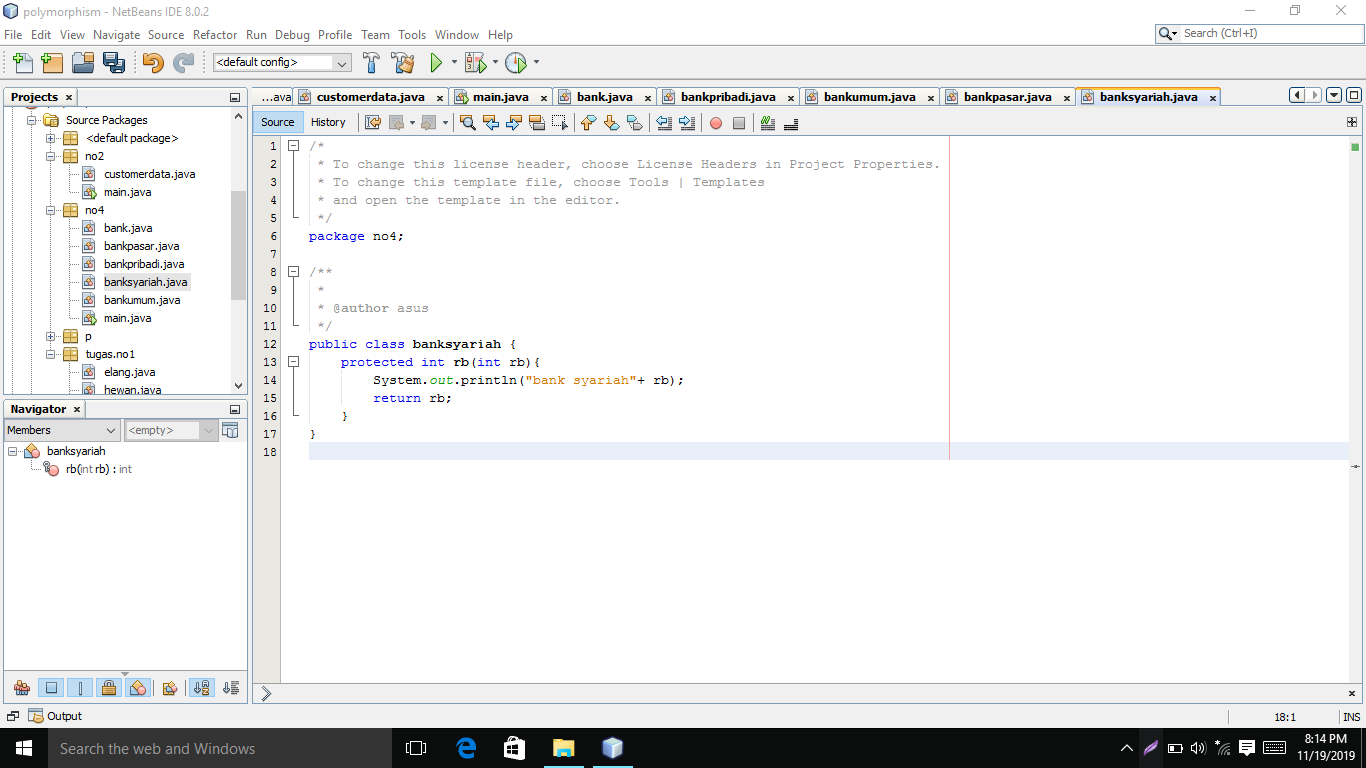 polymorphism - NetBeans IDE 8.0.2
File Edit View Navigate Source Refactor Run Debug Profile Team Tools Window Help
Search (Ctrl+I)
<default config>
Projects
Source Packages
<default package>
no2
customerdata.java
main.java
no4
bank.java
bankpasar.java
bankpribadi.java
banksyariah.java
bankumum.java
main.java
p
tugas.no1
elang.java
hewan.java
Navigator
Members
<empty>
banksyariah
rb(int rb) : int
...ava customerdata.java main.java bank.java bankpribadi.java bankumum.java bankpasar.java banksyariah.java
Source History
1 /*
2 * To change this license header, choose License Headers in Project Properties.
3 * To change this template file, choose Tools | Templates
4 * and open the template in the editor.
5 */
6 package no4;
7
8 /**
9 *
10 * @author asus
11 */
12 public class banksyariah {
13 protected int rb(int rb){
14 System.out.println("bank syariah"+ rb);
15 return rb;
16 }
17 }
18
Output
18:1 INS
Search the web and Windows
8:14 PM
11/19/2019